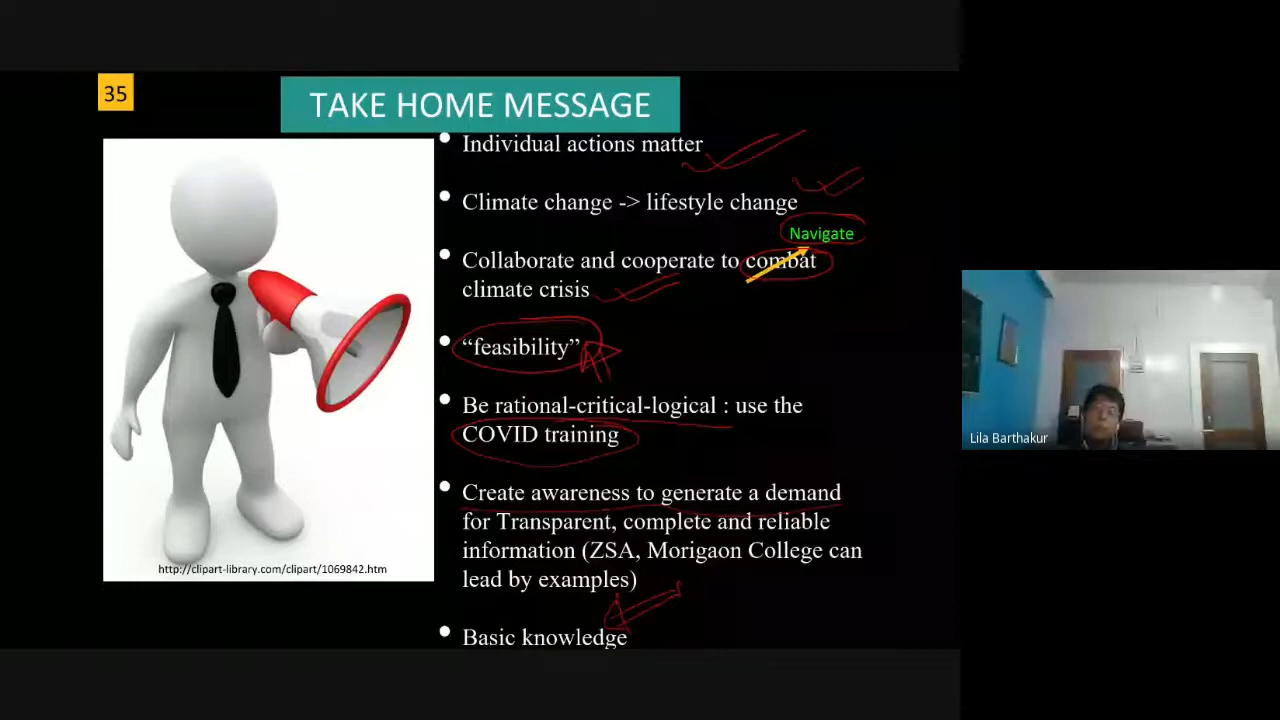 35
TAKE HOME MESSAGE
• Individual actions matter
• Climate change -> lifestyle change
Navigate
• Collaborate and cooperate to combat
climate crisis
• “feasibility”
• Be rational-critical-logical : use the
COVID training
• Create awareness to generate a demand
for Transparent, complete and reliable
information (ZSA, Morigaon College can
lead by examples)
• Basic knowledge
http://clipart-library.com/clipart/1069842.htm
Lila Barthakur